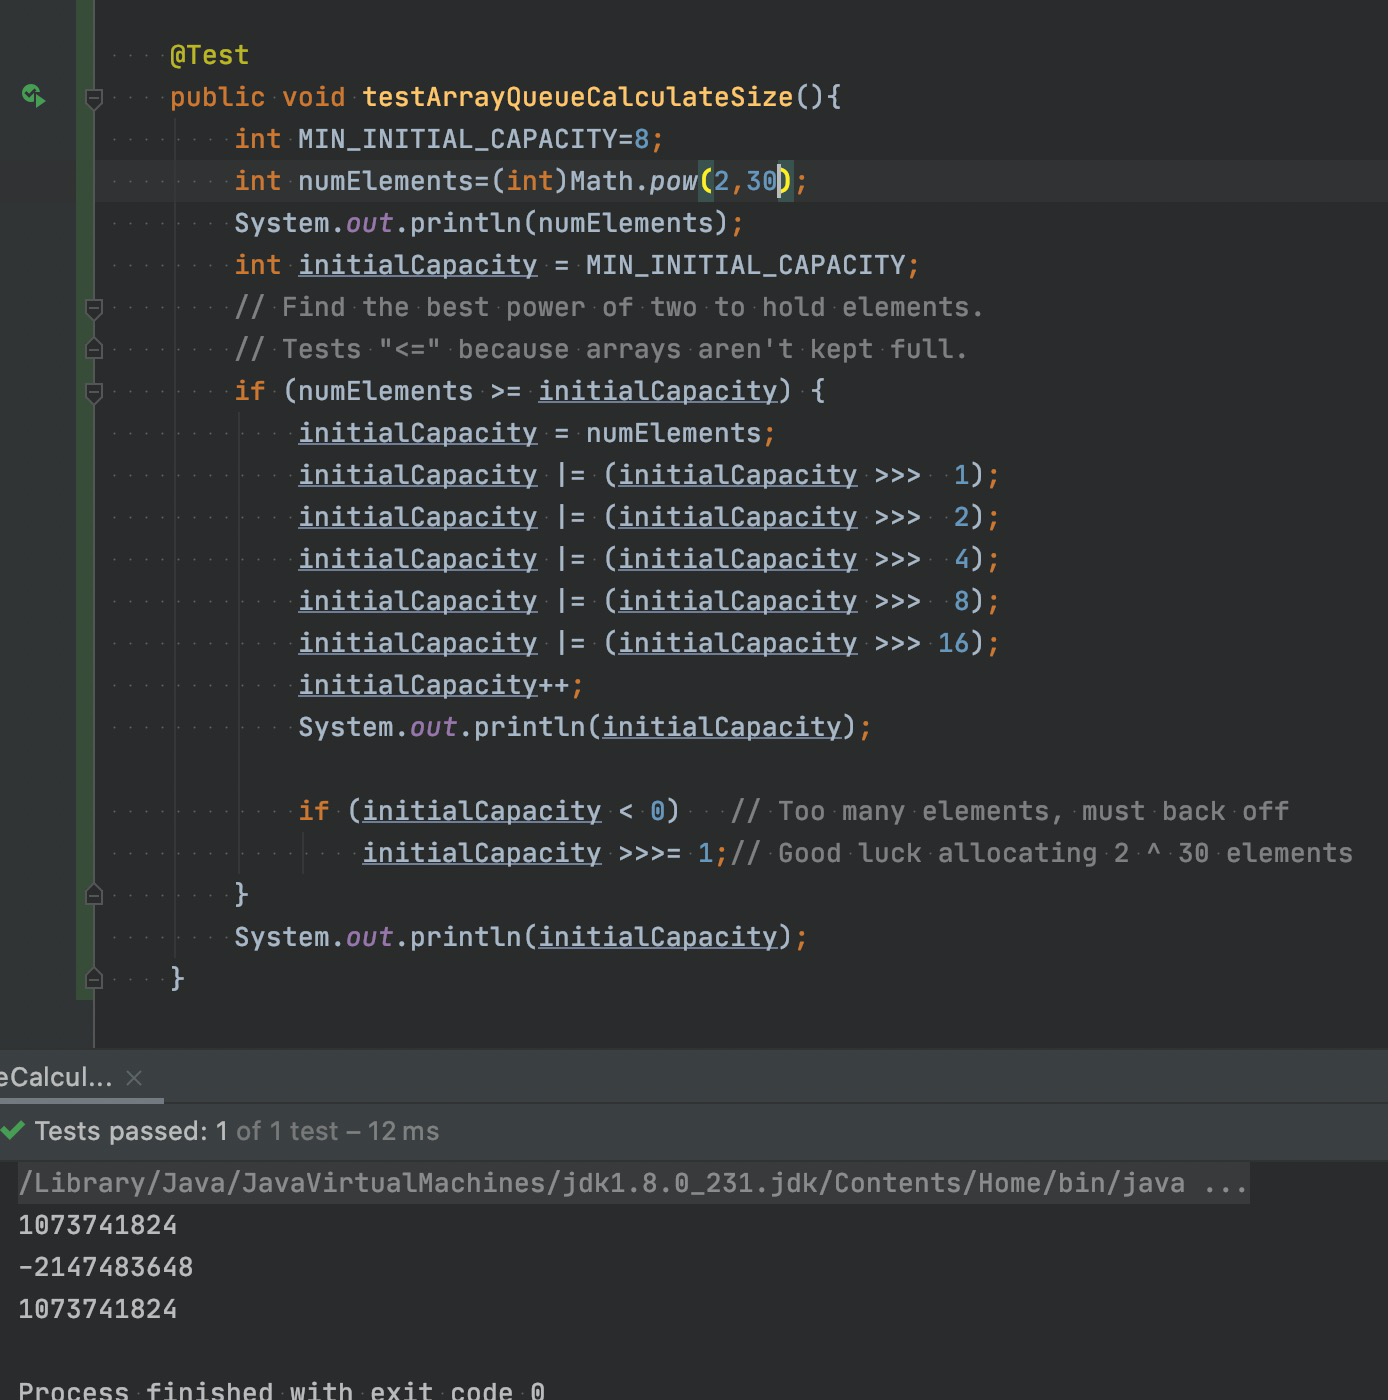 @Test
public void testArrayQueueCalculateSize(){
int MIN_INITIAL_CAPACITY=8;
int numElements=(int)Math.pow(2,30);
System.out.println(numElements);
int initialCapacity = MIN_INITIAL_CAPACITY;
// Find the best power of two to hold elements.
// Tests "<=" because arrays aren't kept full.
if (numElements >= initialCapacity) {
initialCapacity = numElements;
initialCapacity |= (initialCapacity >>>  1);
initialCapacity |= (initialCapacity >>>  2);
initialCapacity |= (initialCapacity >>>  4);
initialCapacity |= (initialCapacity >>>  8);
initialCapacity |= (initialCapacity >>> 16);
initialCapacity++;
System.out.println(initialCapacity);
if (initialCapacity < 0)   // Too many elements, must back off
initialCapacity >>>= 1;// Good luck allocating 2 ^ 30 elements
}
System.out.println(initialCapacity);
}
eCalcul...
Tests passed: 1 of 1 test – 12 ms
/Library/Java/JavaVirtualMachines/jdk1.8.0_231.jdk/Contents/Home/bin/java ...
1073741824
-2147483648
1073741824
Process finished with exit code 0